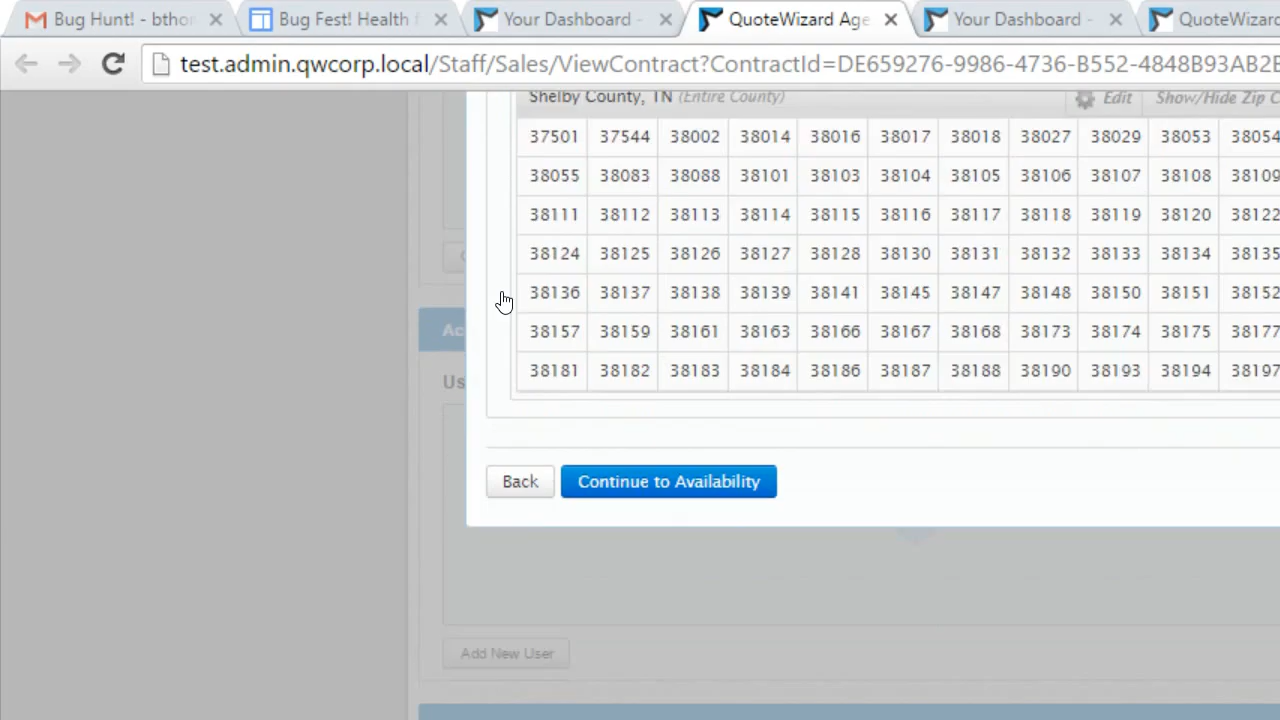 Bug Hunt! - bthor
Bug Fest! Health
Your Dashboard -
QuoteWizard Age
Your Dashboard -
QuoteWizard
test.admin.qwcorp.local/Staff/Sales/ViewContract?ContractId=DE659276-9986-4736-B552-4848B93AB2B
Shelby County, TN (Entire County) Edit Show/Hide Zip C
37501 37544 38002 38014 38016 38017 38018 38027 38029 38053 38054
38055 38083 38088 38101 38103 38104 38105 38106 38107 38108 38109
38111 38112 38113 38114 38115 38116 38117 38118 38119 38120 38122
38124 38125 38126 38127 38128 38130 38131 38132 38133 38134 38135
38136 38137 38138 38139 38141 38145 38147 38148 38150 38151 38152
38157 38159 38161 38163 38166 38167 38168 38173 38174 38175 38177
38181 38182 38183 38184 38186 38187 38188 38190 38193 38194 38197
Ac
Us
Back Continue to Availability
Add New User